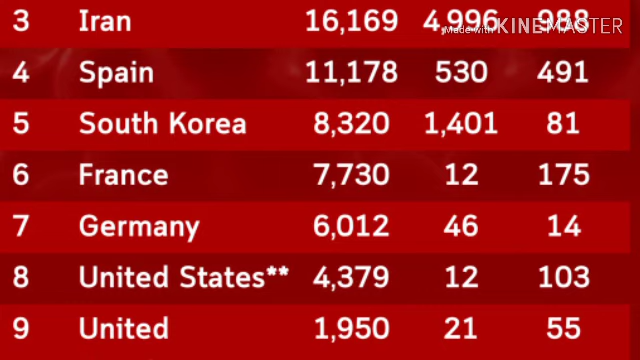 3 Iran 16,169 4,996 988
Made with KINEMASTER
4 Spain 11,178 530 491
5 South Korea 8,320 1,401 81
6 France 7,730 12 175
7 Germany 6,012 46 14
8 United States** 4,379 12 103
9 United 1,950 21 55